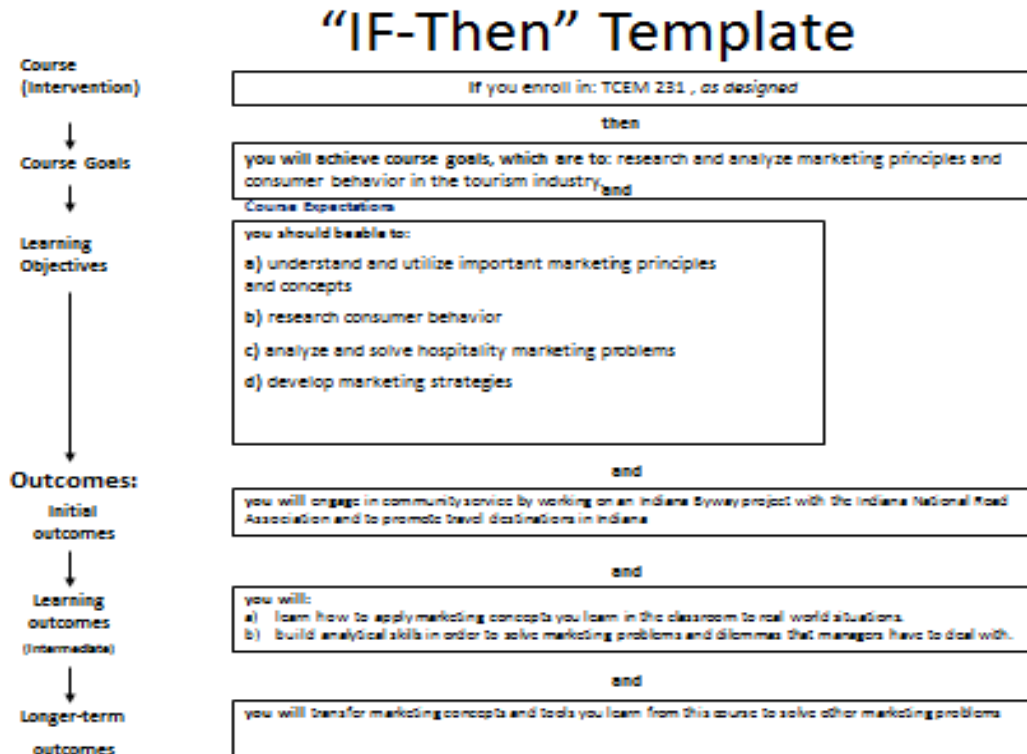 “IF-Then” Template
Course
(Intervention)
If you enroll in: TCEM 231 , as designed
then
Course Goals
you will achieve course goals, which are to: research and analyze marketing principles and
consumer behavior in the tourism industry
and
Course Expectations
Learning
Objectives
you should beable to:
a) understand and utilize important marketing principles
and concepts
b) research consumer behavior
c) analyze and solve hospitality marketing problems
d) develop marketing strategies
and
Outcomes:
Initial
outcomes
you will engage in community service by working on an Indiana Byway project with the Indiana National Road
Association and to promote travel destinations in Indiana
and
Learning
outcomes
(Intermediate)
you will:
a) learn how to apply marketing concepts you learn in the classroom to real world situations.
b) build analytical skills in order to solve marketing problems and dilemmas that managers have to deal with.
and
Longer-term
outcomes
you will transfer marketing concepts and tools you learn from this course to solve other marketing problems